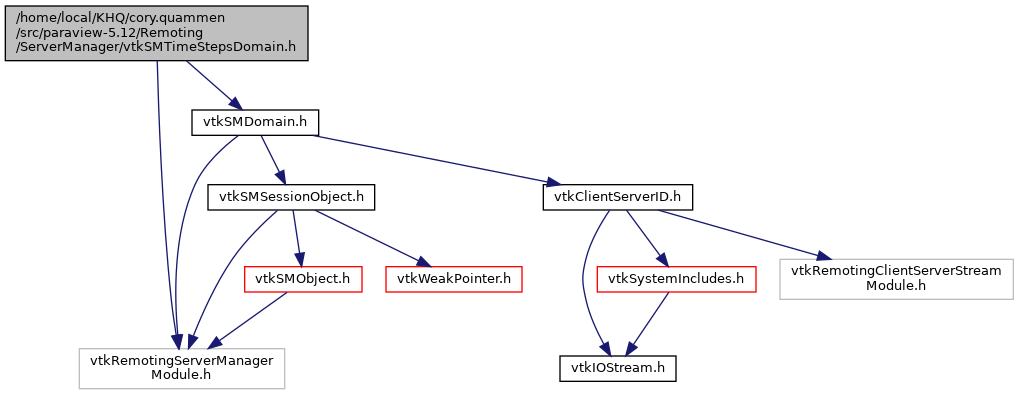 /home/local/KHQ/cory.quammen
/src/paraview-5.12/Remoting
/ServerManager/vtkSMTimeStepsDomain.h
vtkSMDomain.h
vtkSMSessionObject.h
vtkClientServerID.h
vtkSMObject.h
vtkWeakPointer.h
vtkSystemIncludes.h
vtkRemotingClientServerStream
Module.h
vtkRemotingServerManager
Module.h
vtkIOStream.h